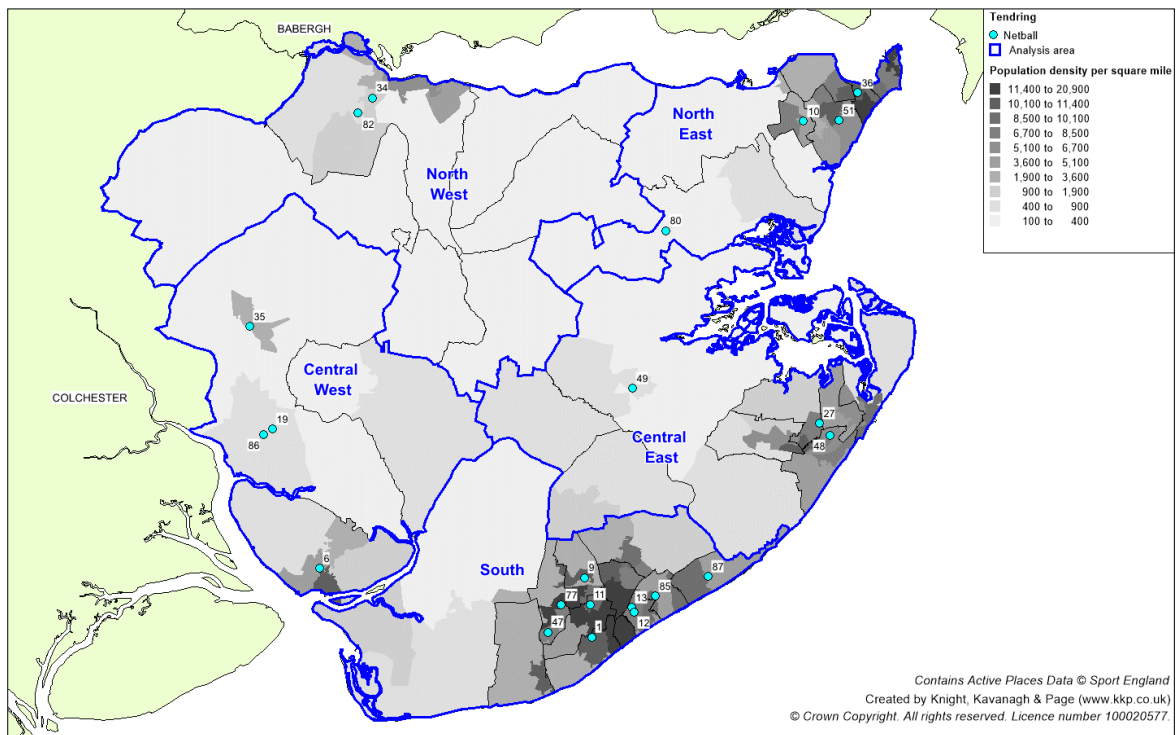 BABERGH
34
82
North
West
North
East
36
10
51
80
35
Central
West
COLCHESTER
19
86
49
Central
East
27
48
6
South
9
77
11
13
85
87
47
1
12
Tendring
Netball
Analysis area
Population density per square mile
11,400 to 20,900
10,100 to 11,400
8,500 to 10,100
6,700 to 8,500
5,100 to 6,700
3,600 to 5,100
1,900 to 3,600
900 to 1,900
400 to 900
100 to 400
Contains Active Places Data © Sport England
Created by Knight, Kavanagh & Page (www.kkp.co.uk)
© Crown Copyright. All rights reserved. Licence number 100020577.